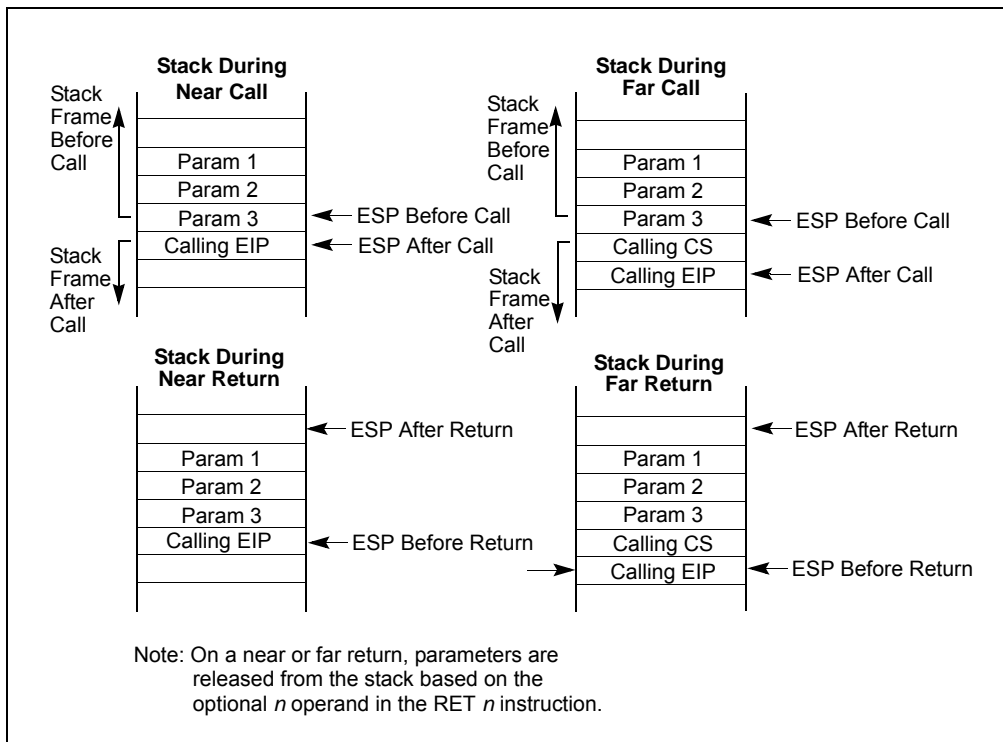 Stack During
Near Call
Stack
Frame
Before
Call
Param 1
Param 2
Param 3
Calling EIP
ESP Before Call
ESP After Call
Stack
Frame
After
Call
Stack During
Far Call
Stack
Frame
Before
Call
Param 1
Param 2
Param 3
Calling CS
Calling EIP
ESP Before Call
ESP After Call
Stack
Frame
After
Call
Stack During
Near Return
ESP After Return
Param 1
Param 2
Param 3
Calling EIP
ESP Before Return
Stack During
Far Return
ESP After Return
Param 1
Param 2
Param 3
Calling CS
Calling EIP
ESP Before Return
Note: On a near or far return, parameters are
released from the stack based on the
optional n operand in the RET n instruction.